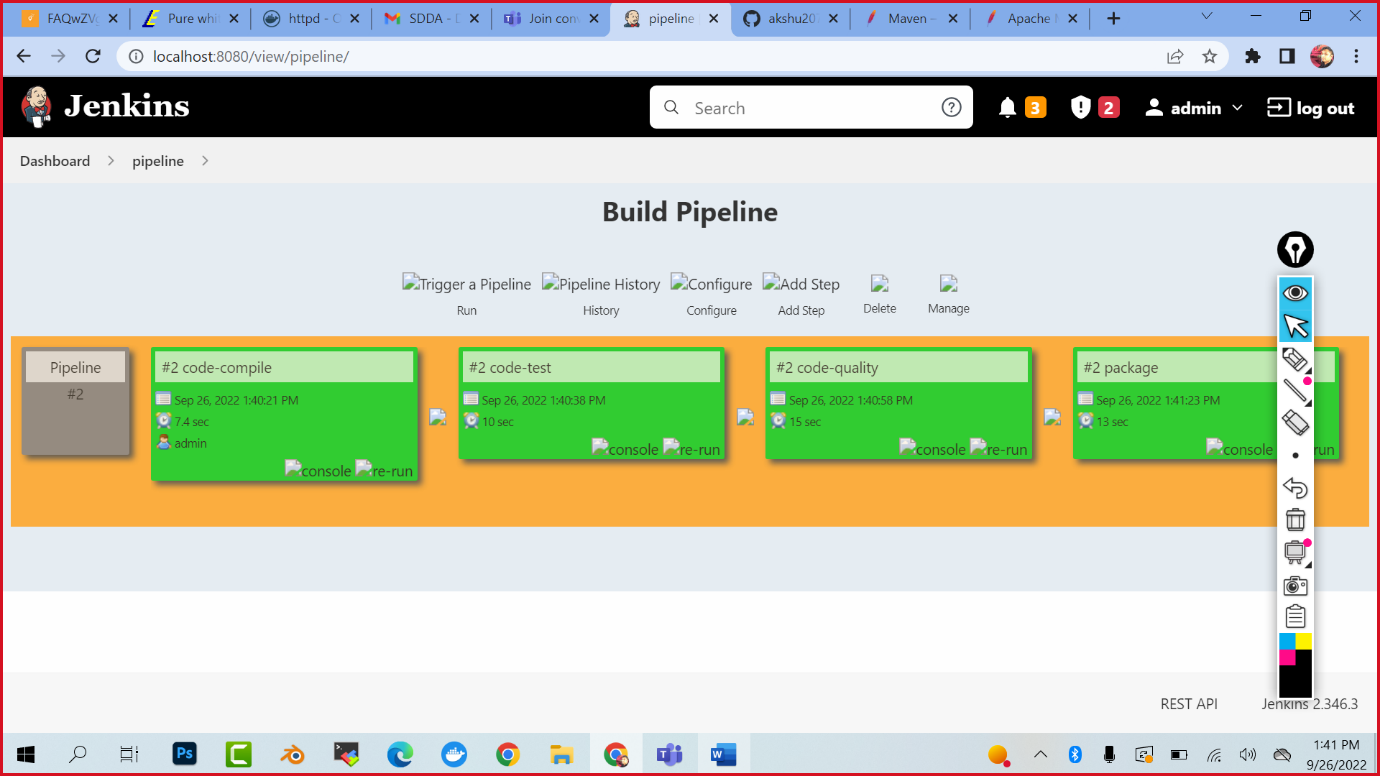 FAQwZV
Pure whi
httpd - C
SDDA - D
Join con
pipeline
akshu20
Maven –
Apache
localhost:8080/view/pipeline/
Jenkins
Search
3
2
admin
log out
Dashboard
pipeline
Build Pipeline
Trigger a Pipeline
Pipeline History
Configure
Add Step
Run
History
Configure
Add Step
Delete
Manage
Pipeline
#2
#2 code-compile
Sep 26, 2022 1:40:21 PM
7.4 sec
admin
console
re-run
#2 code-test
Sep 26, 2022 1:40:38 PM
10 sec
console
re-run
#2 code-quality
Sep 26, 2022 1:40:58 PM
15 sec
console
re-run
#2 package
Sep 26, 2022 1:41:23 PM
13 sec
console
run
REST API
Jenkins 2.346.3
Ps
C
W
1:41 PM
9/26/2022